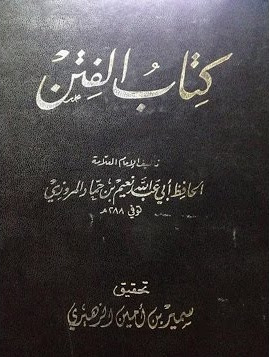 كتاب الفتن
تأليف الإمام العلامة
الحافظ أبي عبد الله نعيم بن حماد المروزي
توفي ٢٨٨ هـ
تحقيق
سمير بن أمين الزهيري